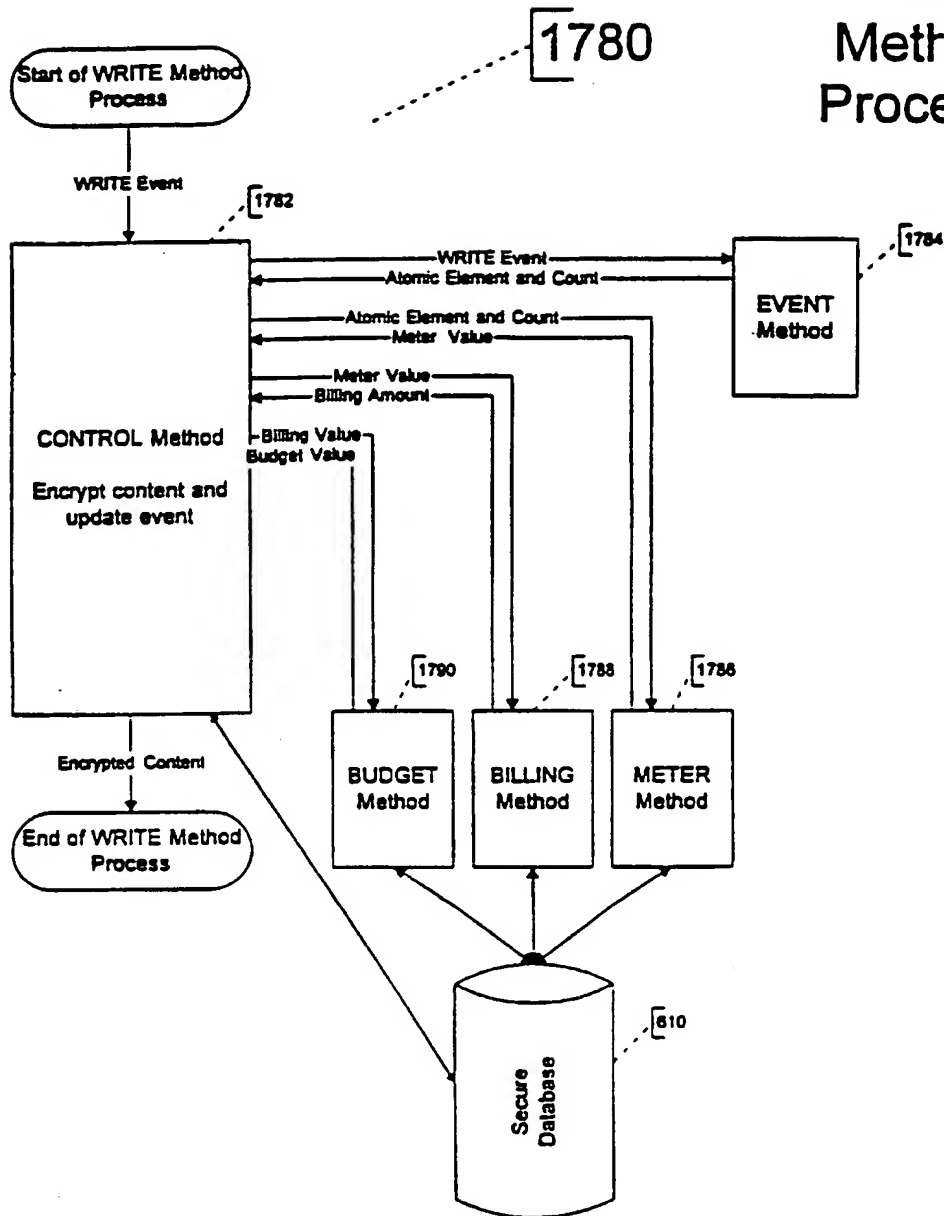 1780
Meth
Proce
Start of WRITE Method
Process
WRITE Event
1782
WRITE Event
Atomic Element and Count
1784
EVENT
Method
Atomic Element and Count
Meter Value
Meter Value
Billing Amount
CONTROL Method
Billing Value
Budget Value
Encrypt content and
update event
1790
1788
1786
Encrypted Content
BUDGET
Method
BILLING
Method
METER
Method
End of WRITE Method
Process
610
Secure
Database